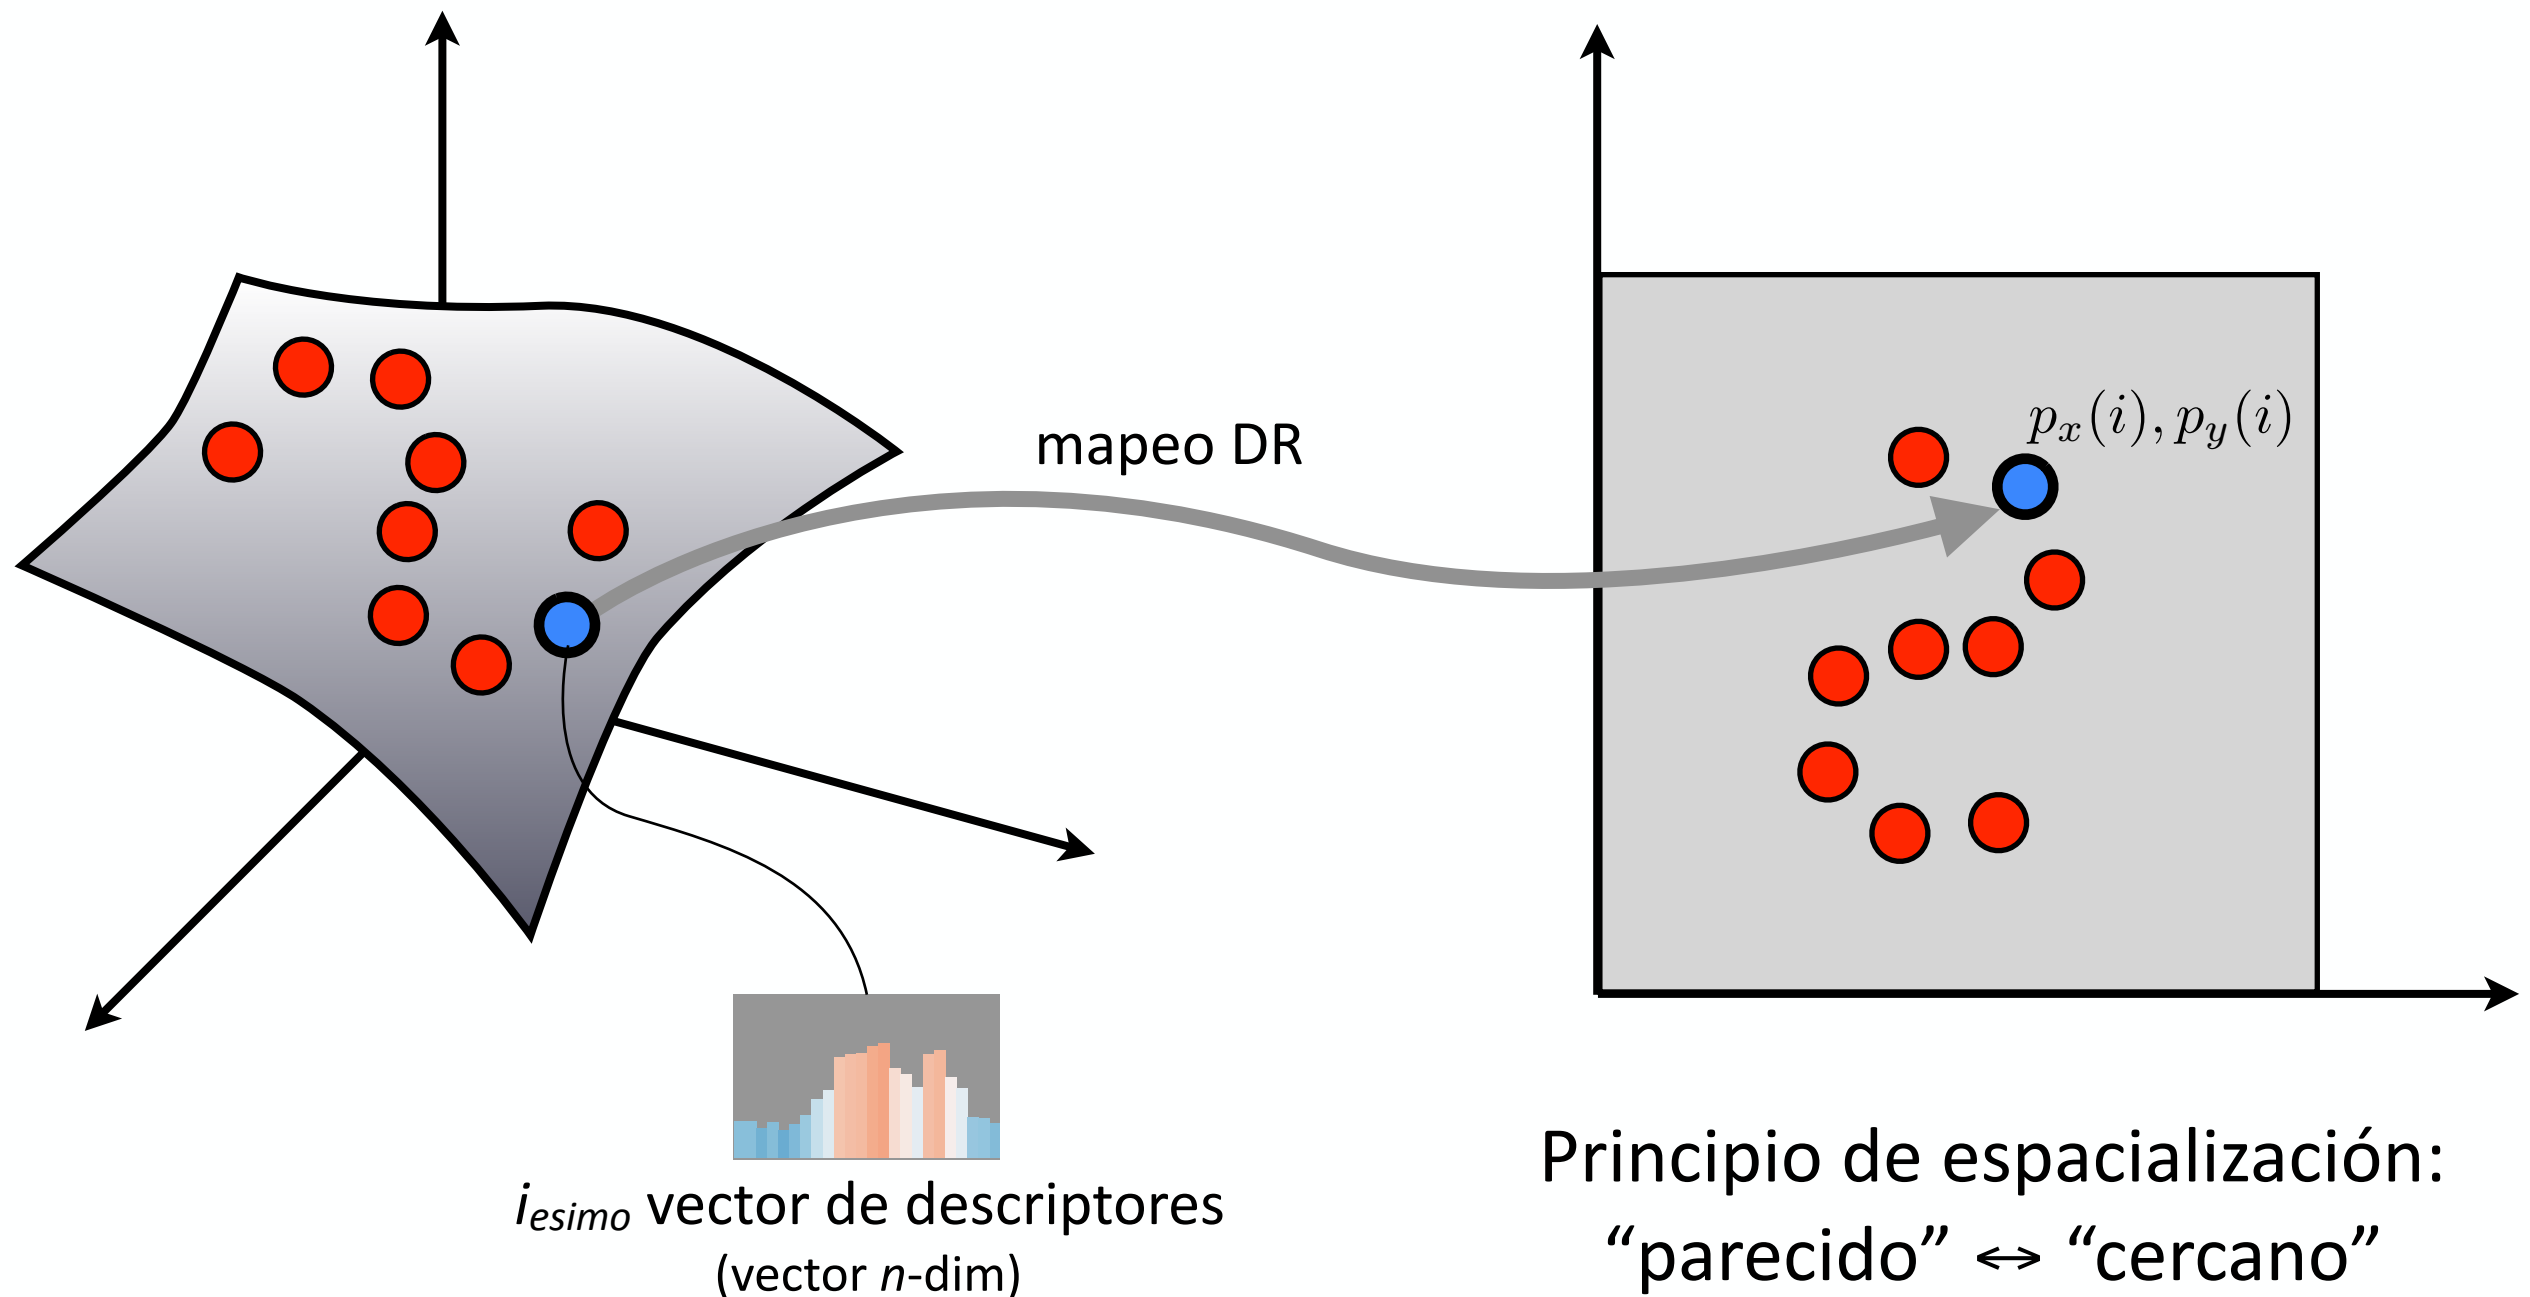 mapeo DR
p_x(i), p_y(i)
i_esimo vector de descriptores
(vector n-dim)
Principio de espacialización:
“parecido” ↔ “cercano”